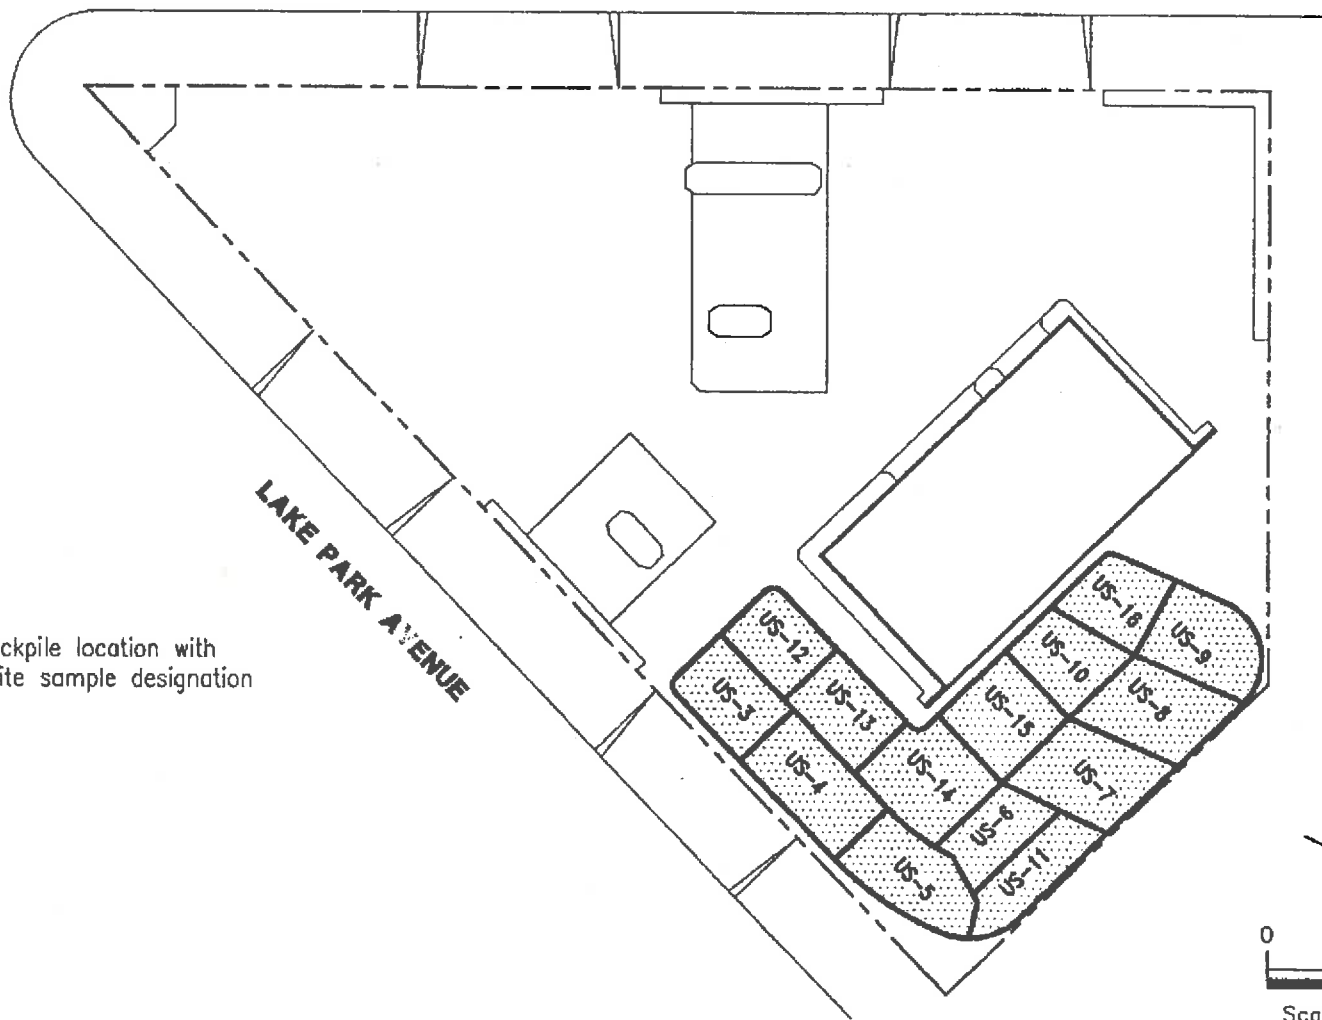 LAKE PARK AVENUE
ckpile location with
ite sample designation
US-12
US-3
US-13
US-4
US-14
US-5
US-6
US-11
US-15
US-7
US-10
US-8
US-18
US-9
0
Sca